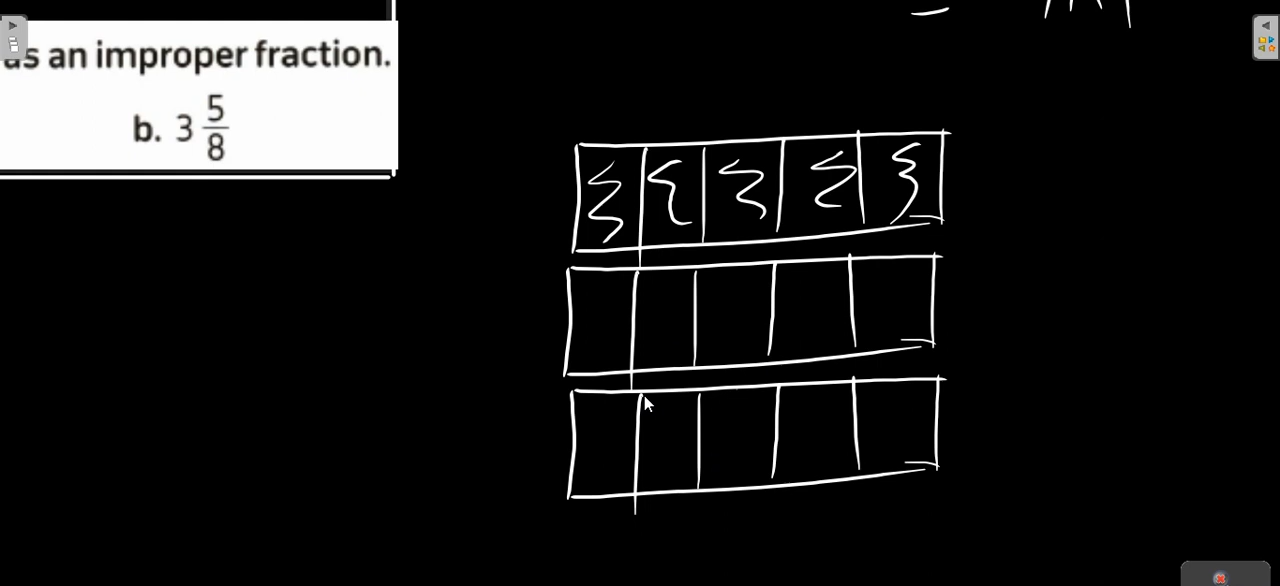 as an improper fraction.
b. 3 5/8